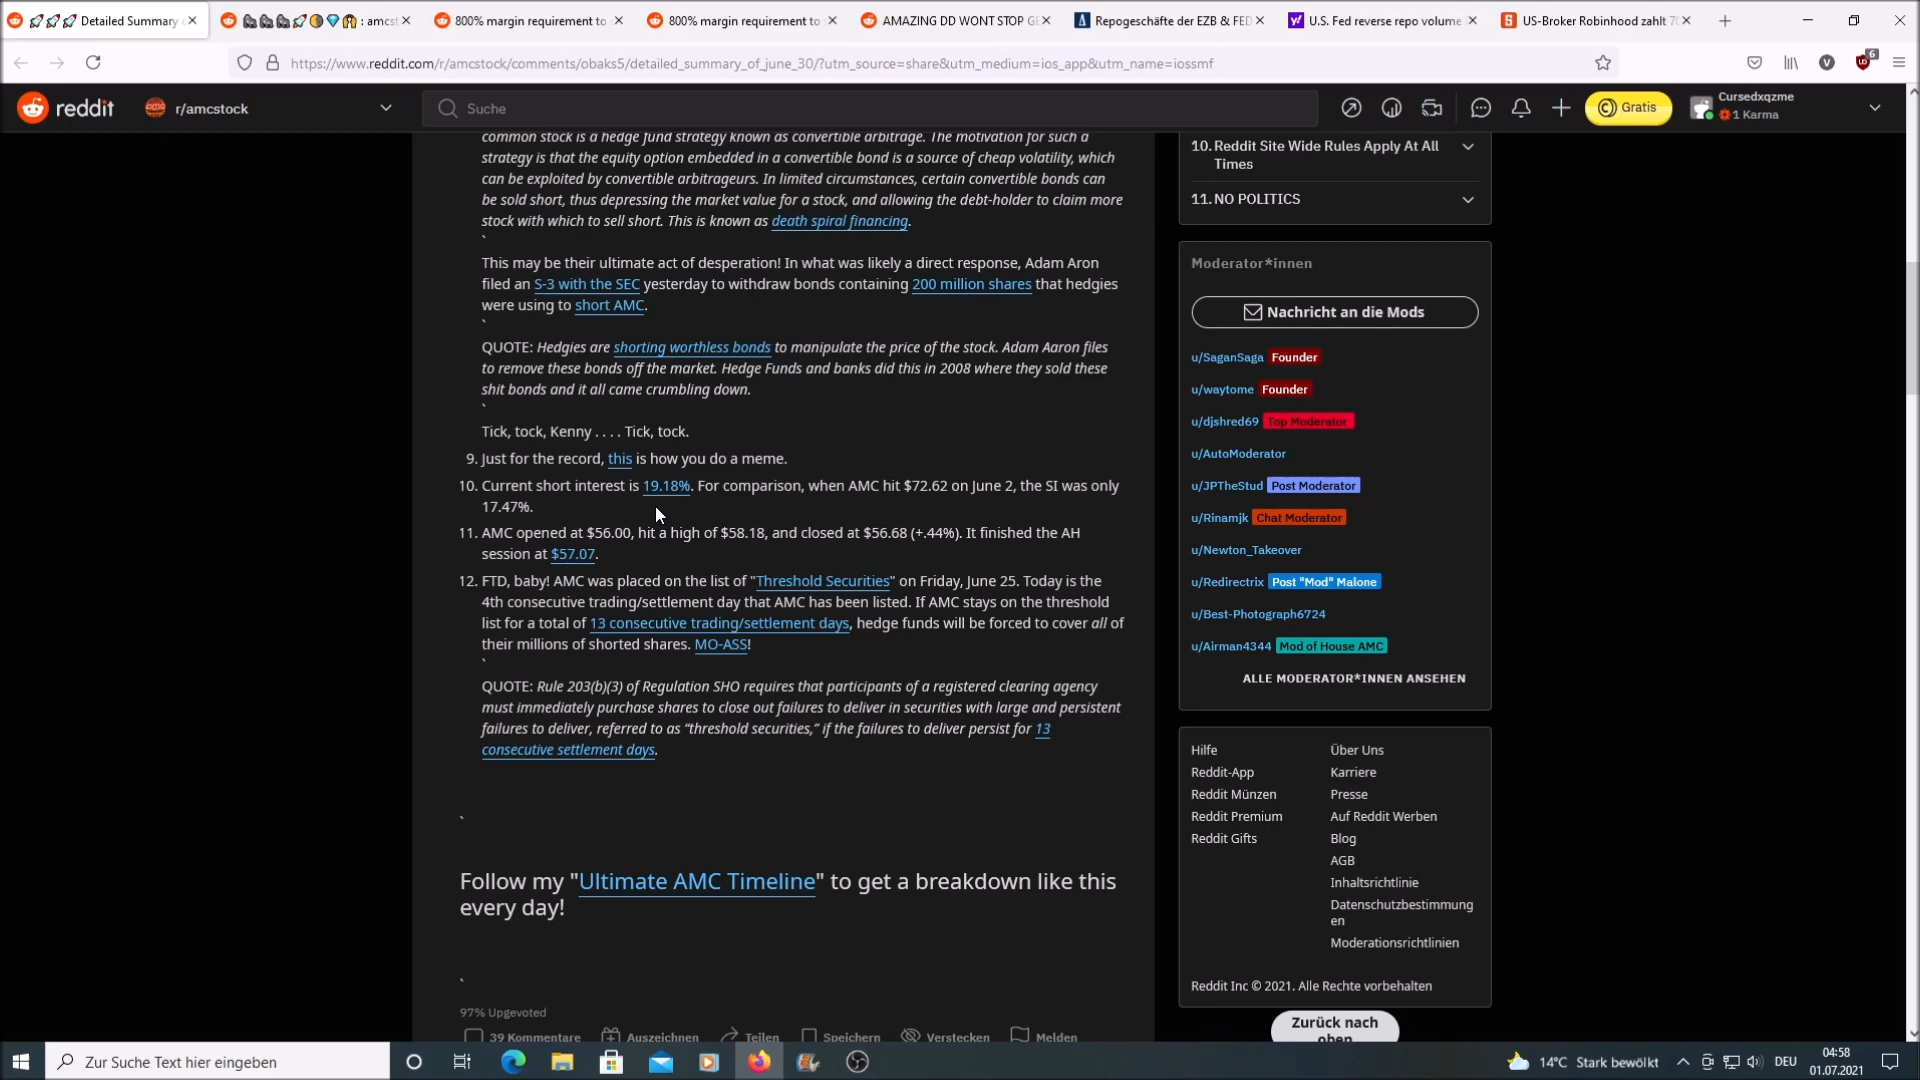 Detailed Summary
: amcst
800% margin requirement to
800% margin requirement to
AMAZING DD WONT STOP GE
Repogeschäfte der EZB & FED
U.S. Fed reverse repo volume
US-Broker Robinhood zahlt 70
https://www.reddit.com/r/amcstock/comments/obaks5/detailed_summary_of_june_30/?utm_source=share&utm_medium=ios_app&utm_name=iossmf
6
reddit
r/amcstock
Suche
Gratis
Cursedxqzme
1 Karma
common stock is a hedge fund strategy known as convertible arbitrage. The motivation for such a
strategy is that the equity option embedded in a convertible bond is a source of cheap volatility, which
can be exploited by convertible arbitrageurs. In limited circumstances, certain convertible bonds can
be sold short, thus depressing the market value for a stock, and allowing the debt-holder to claim more
stock with which to sell short. This is known as death spiral financing.
`
This may be their ultimate act of desperation! In what was likely a direct response, Adam Aron
filed an S-3 with the SEC yesterday to withdraw bonds containing 200 million shares that hedgies
were using to short AMC.
`
QUOTE: Hedgies are shorting worthless bonds to manipulate the price of the stock. Adam Aaron files
to remove these bonds off the market. Hedge Funds and banks did this in 2008 where they sold these
shit bonds and it all came crumbling down.
`
Tick, tock, Kenny . . . . Tick, tock.
9. Just for the record, this is how you do a meme.
10. Current short interest is 19.18%. For comparison, when AMC hit $72.62 on June 2, the SI was only
17.47%.
11. AMC opened at $56.00, hit a high of $58.18, and closed at $56.68 (+.44%). It finished the AH
session at $57.07.
12. FTD, baby! AMC was placed on the list of "Threshold Securities" on Friday, June 25. Today is the
4th consecutive trading/settlement day that AMC has been listed. If AMC stays on the threshold
list for a total of 13 consecutive trading/settlement days, hedge funds will be forced to cover all of
their millions of shorted shares. MO-ASS!
`
QUOTE: Rule 203(b)(3) of Regulation SHO requires that participants of a registered clearing agency
must immediately purchase shares to close out failures to deliver in securities with large and persistent
failures to deliver, referred to as “threshold securities,” if the failures to deliver persist for 13
consecutive settlement days.
`
Follow my "Ultimate AMC Timeline" to get a breakdown like this
every day!
`
97% Upgevoted
39 Kommentare
Auszeichnen
Teilen
Speichern
Verstecken
Melden
10. Reddit Site Wide Rules Apply At All
Times
11. NO POLITICS
Moderator*innen
Nachricht an die Mods
u/SaganSaga Founder
u/waytome Founder
u/djshred69 Top Moderator
u/AutoModerator
u/JPTheStud Post Moderator
u/Rinamjk Chat Moderator
u/Newton_Takeover
u/Redirectrix Post "Mod" Malone
u/Best-Photograph6724
u/Airman4344 Mod of House AMC
ALLE MODERATOR*INNEN ANSEHEN
Hilfe
Reddit-App
Reddit Münzen
Reddit Premium
Reddit Gifts
Über Uns
Karriere
Presse
Auf Reddit Werben
Blog
AGB
Inhaltsrichtlinie
Datenschutzbestimmung
en
Moderationsrichtlinien
Reddit Inc © 2021. Alle Rechte vorbehalten
Zurück nach
oben
Zur Suche Text hier eingeben
14°C Stark bewölkt
DEU
04:58
01.07.2021